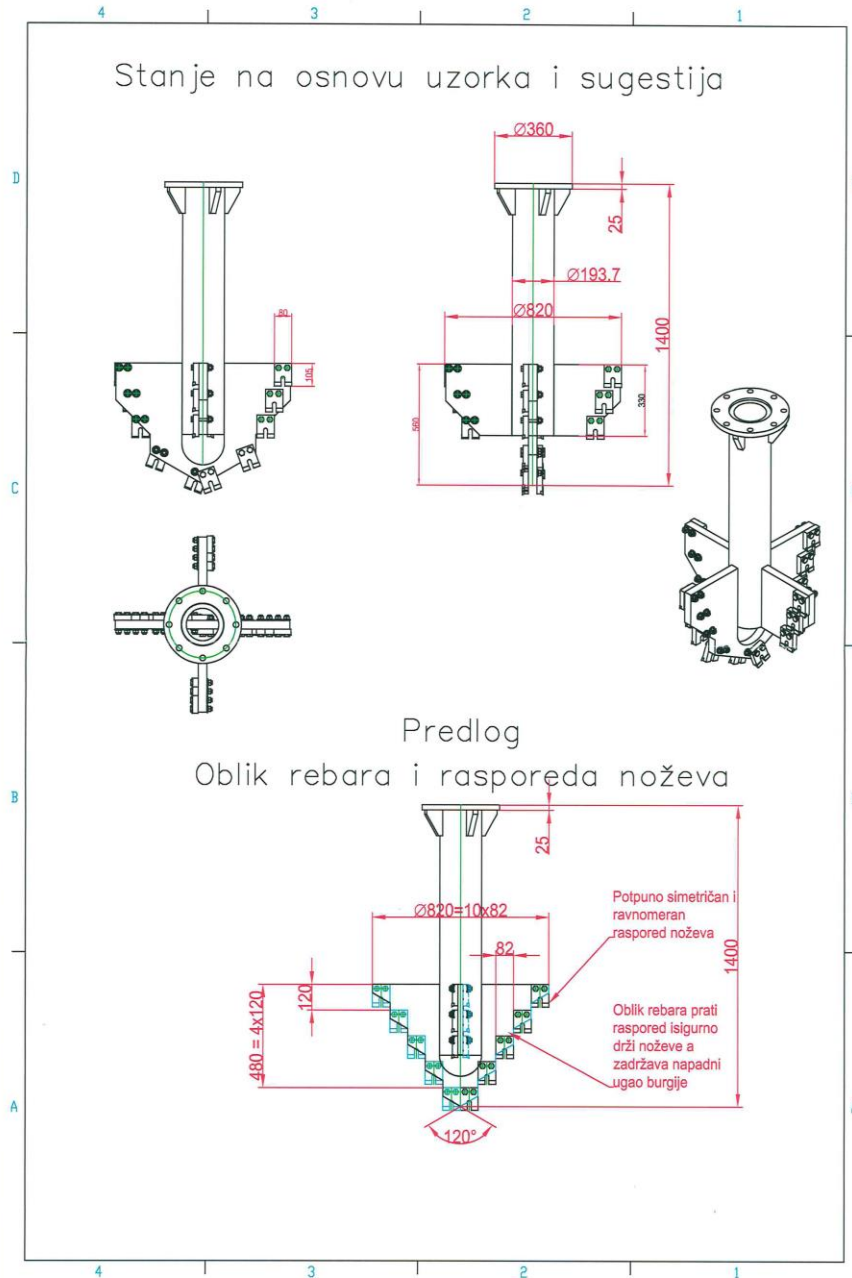 4 3 2 1
Stanje na osnovu uzorka i sugestija
D
Ø360
25
Ø193.7
Ø820
1400
80
105
560
330
C
Predlog
Oblik rebara i rasporeda noževa
B
25
Ø820=10x82
82
120
480 = 4x120
1400
Potpuno simetričan i
ravnomeran
raspored noževa
Oblik rebara prati
raspored isigurno
drži noževe a
zadržava napadni
ugao burgije
A
120°
4 3 2 1